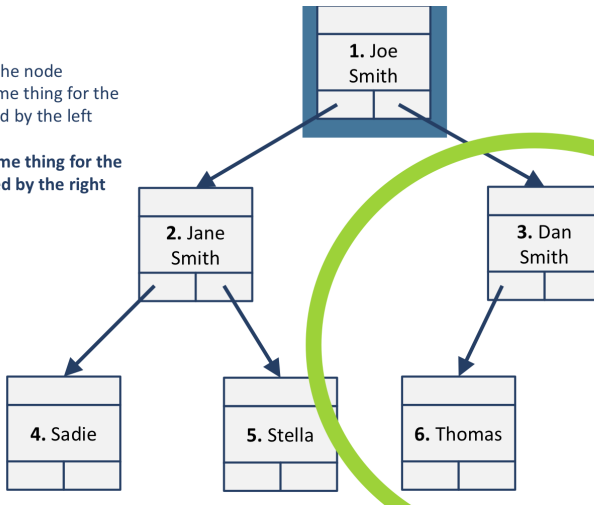 he node
me thing for the
d by the left
me thing for the
ed by the right
1. Joe
Smith
2. Jane
Smith
3. Dan
Smith
4. Sadie
5. Stella
6. Thomas